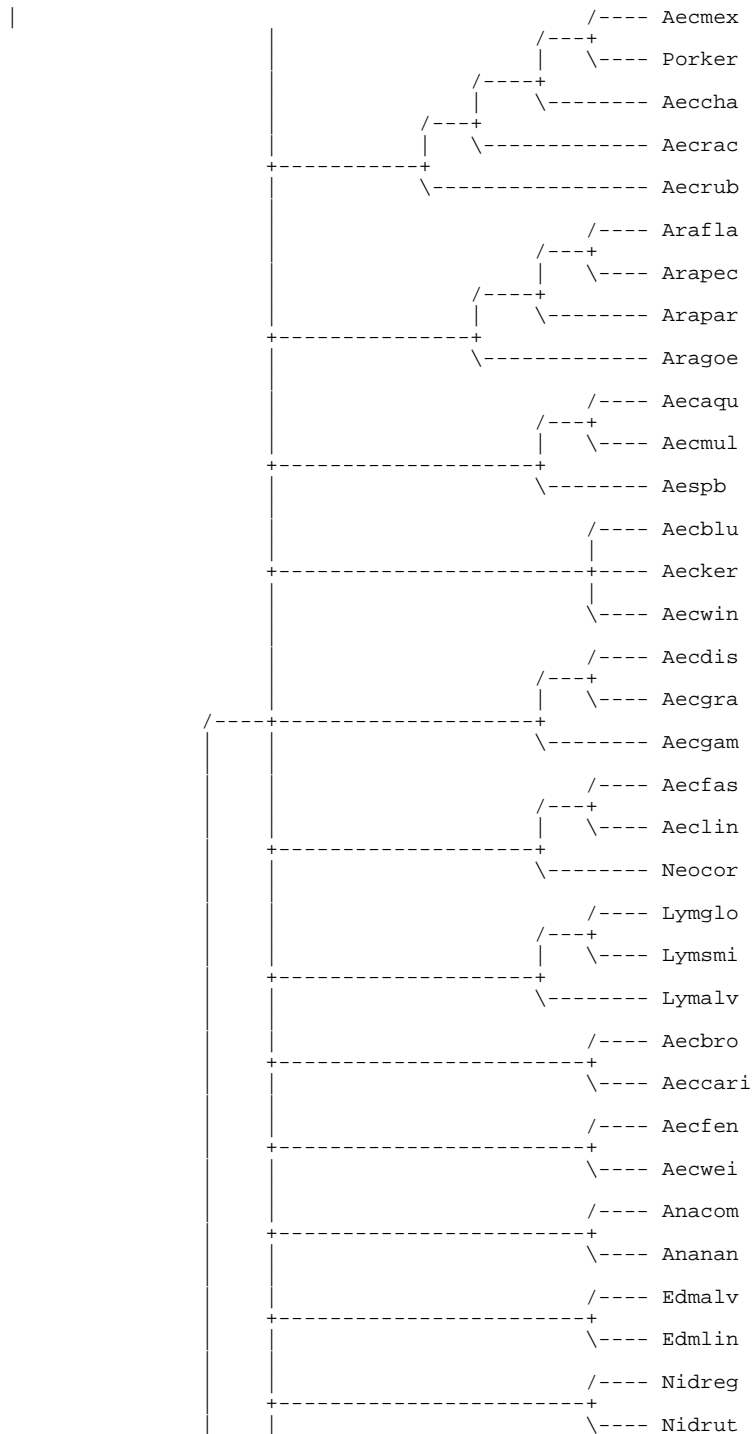 Aecmex
Porker
Aeccha
Aecrac
Aecrub
Arafla
Arapec
Arapar
Aragoe
Aecaqu
Aecmul
Aespb
Aecblu
Aecker
Aecwin
Aecdis
Aecgra
Aecgam
Aecfas
Aeclin
Neocor
Lymglo
Lymsmi
Lymalv
Aecbro
Aeccari
Aecfen
Aecwei
Anacom
Ananan
Edmalv
Edmlin
Nidreg
Nidrut